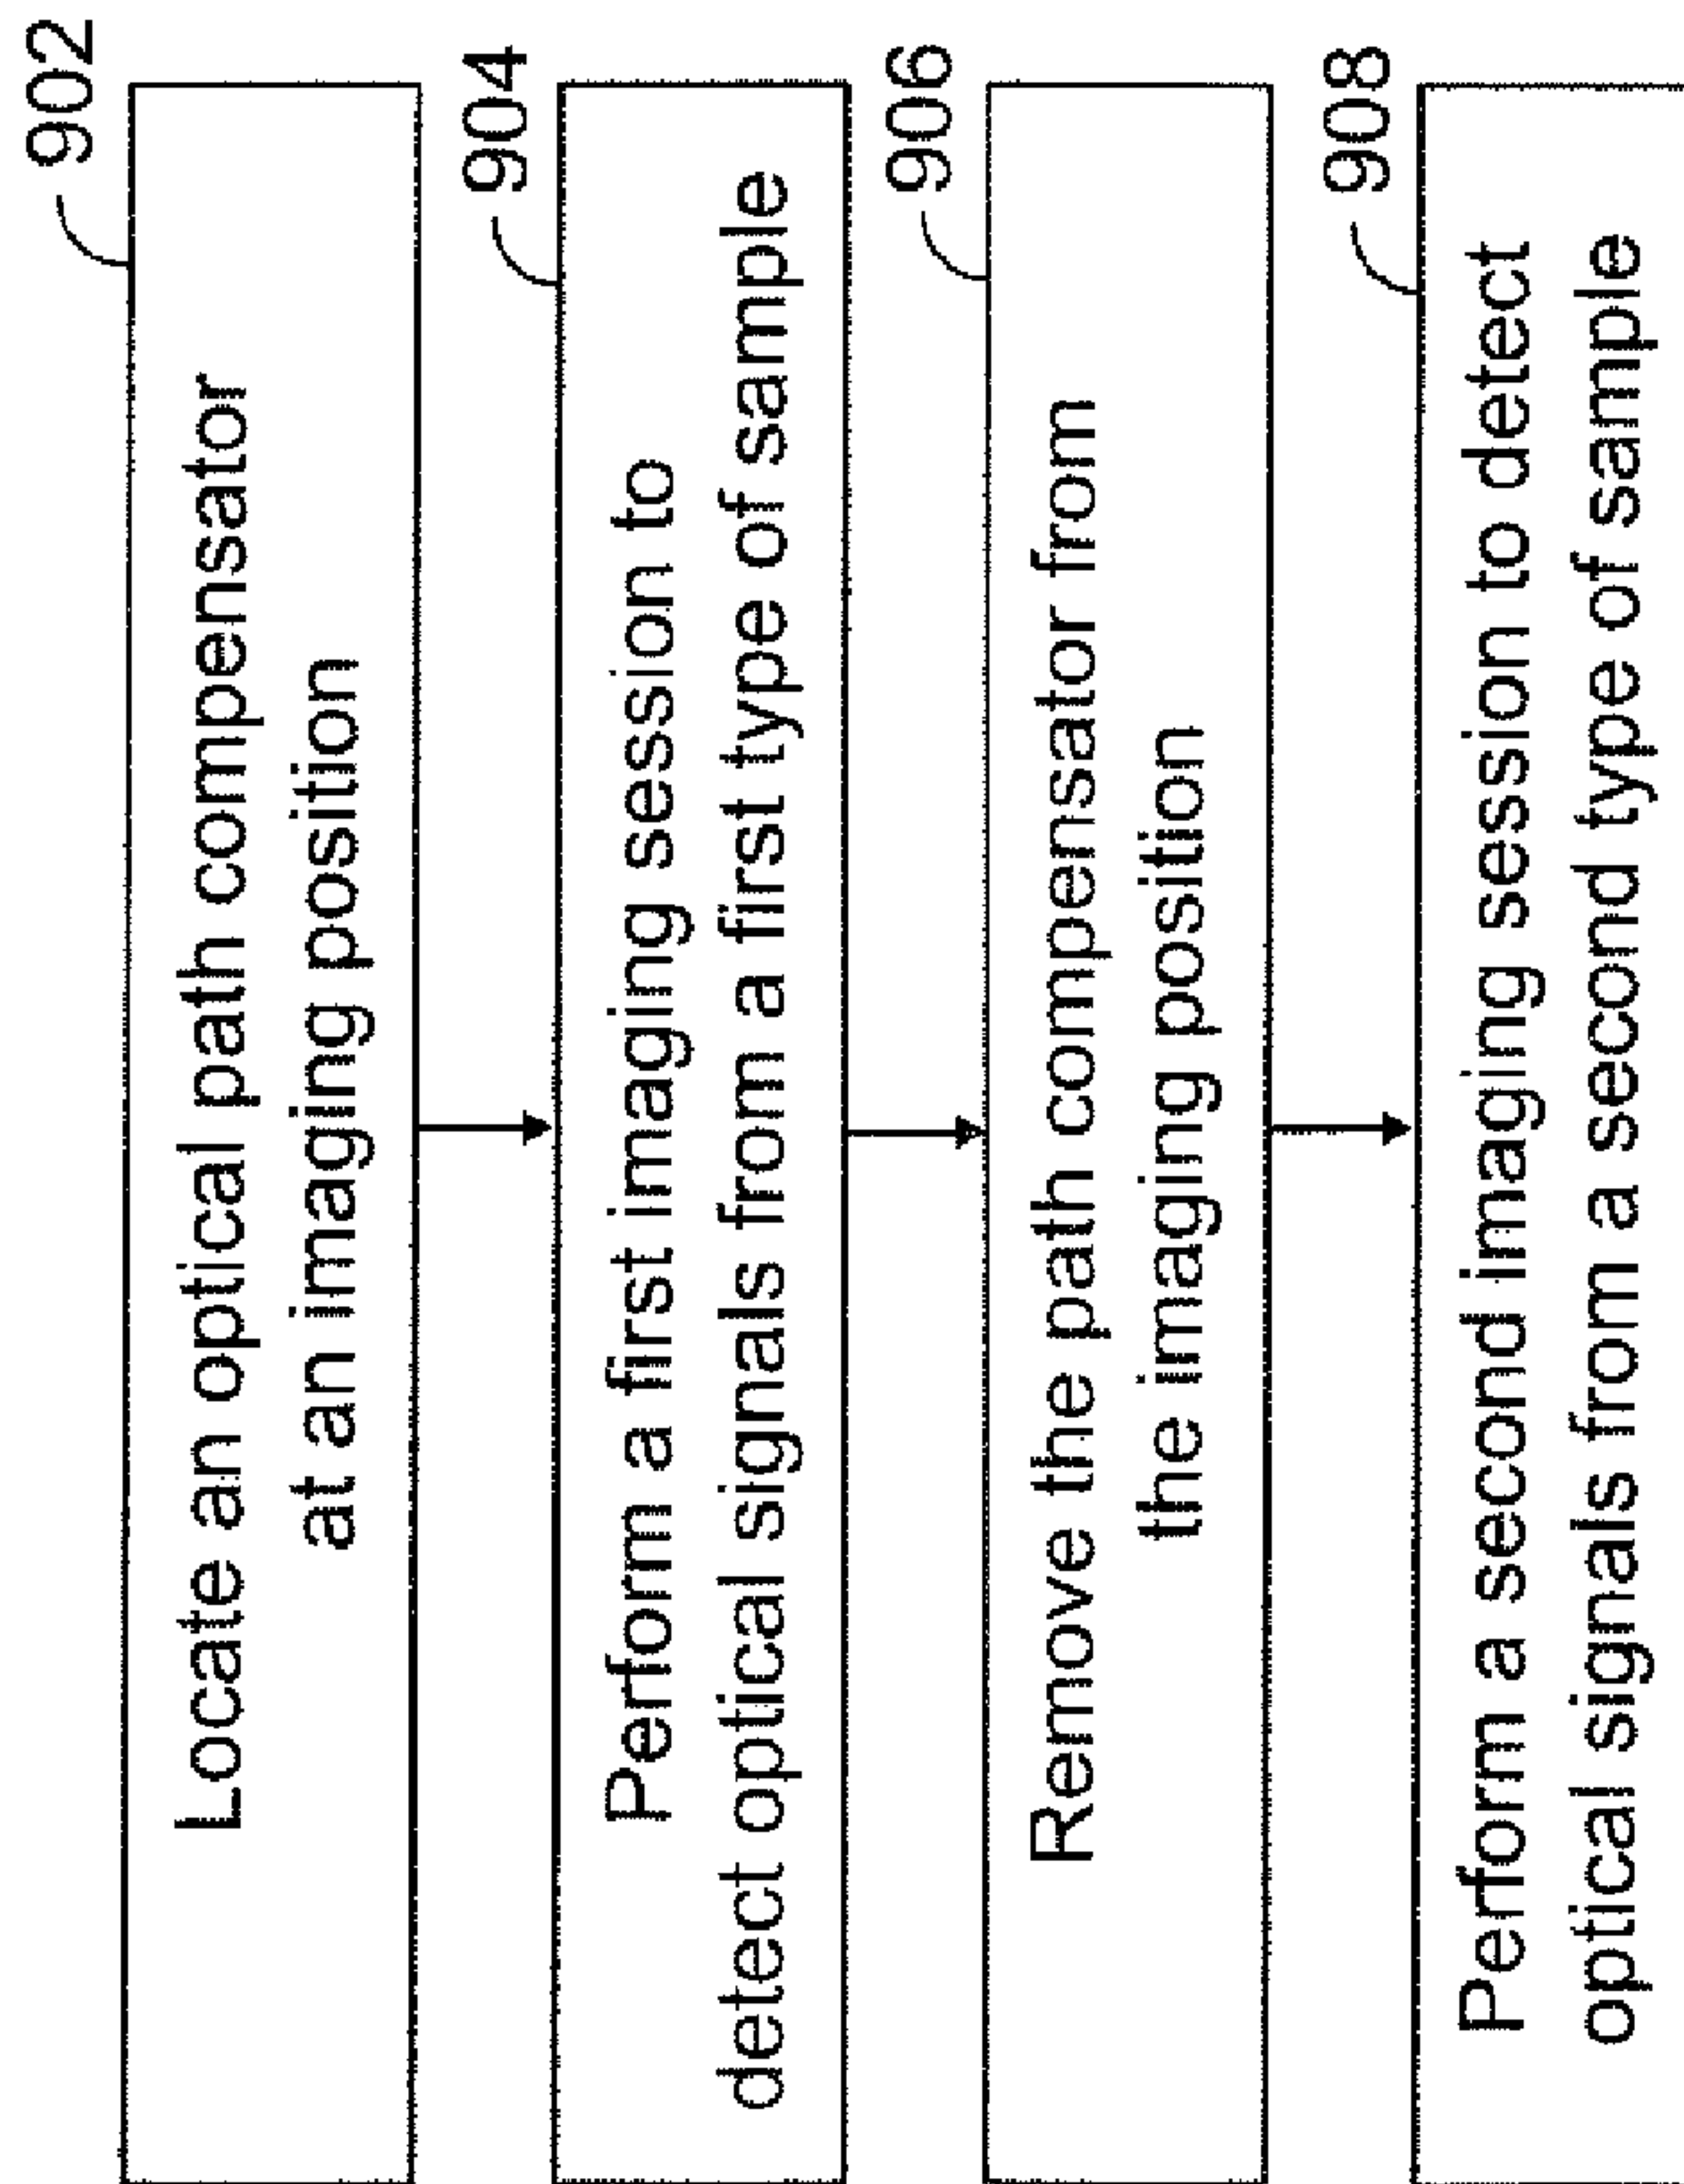 902
Locate an optical path compensator
at an imaging position
904
Perform a first imaging session to
detect optical signals from a first type of sample
906
Remove the path compensator from
the imaging position
908
Perform a second imaging session to detect
optical signals from a second type of sample